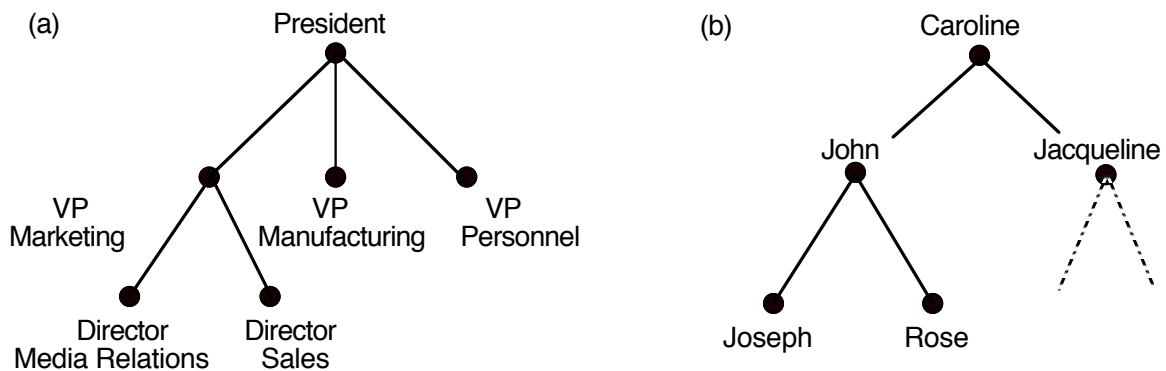 (a)
President
VP
Marketing
VP
Manufacturing
VP
Personnel
Director
Media Relations
Director
Sales
(b)
Caroline
John
Jacqueline
Joseph
Rose